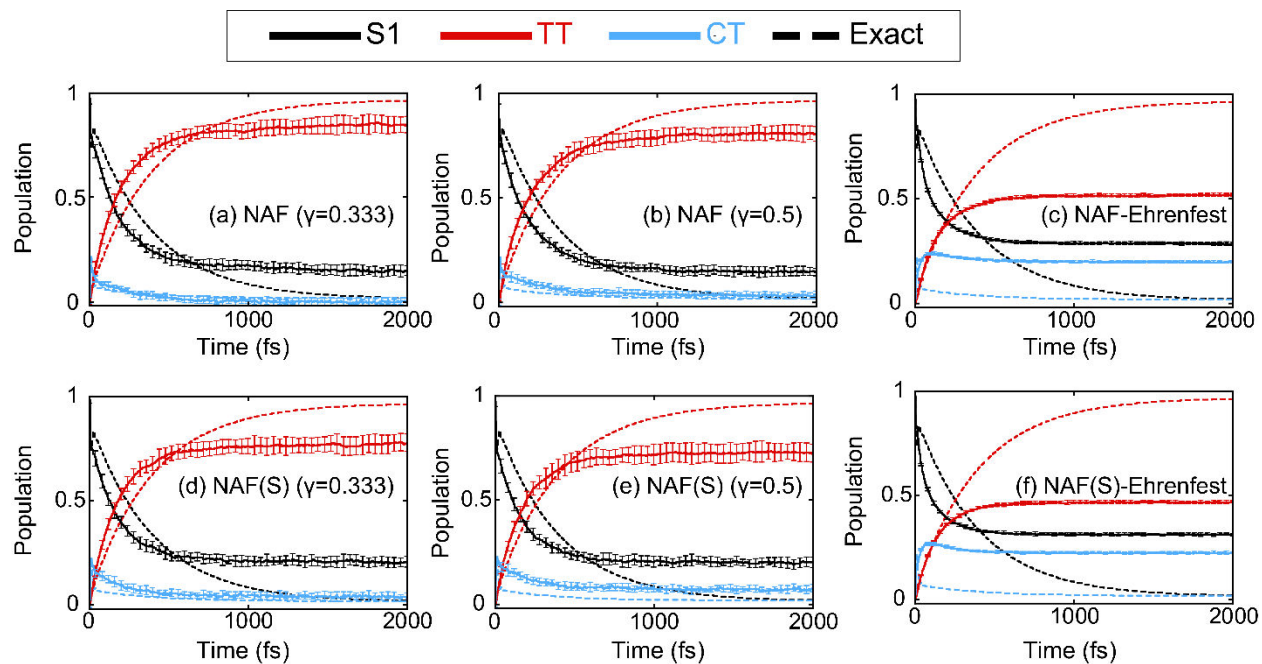 S1 TT CT Exact
1
0.5
0
Population
(a) NAF (γ=0.333)
0 1000 2000
Time (fs)
1
0.5
0
Population
(b) NAF (γ=0.5)
0 1000 2000
Time (fs)
1
0.5
0
Population
(c) NAF-Ehrenfest
0 1000 2000
Time (fs)
1
0.5
0
Population
(d) NAF(S) (γ=0.333)
0 1000 2000
Time (fs)
1
0.5
0
Population
(e) NAF(S) (γ=0.5)
0 1000 2000
Time (fs)
1
0.5
0
Population
(f) NAF(S)-Ehrenfest
0 1000 2000
Time (fs)